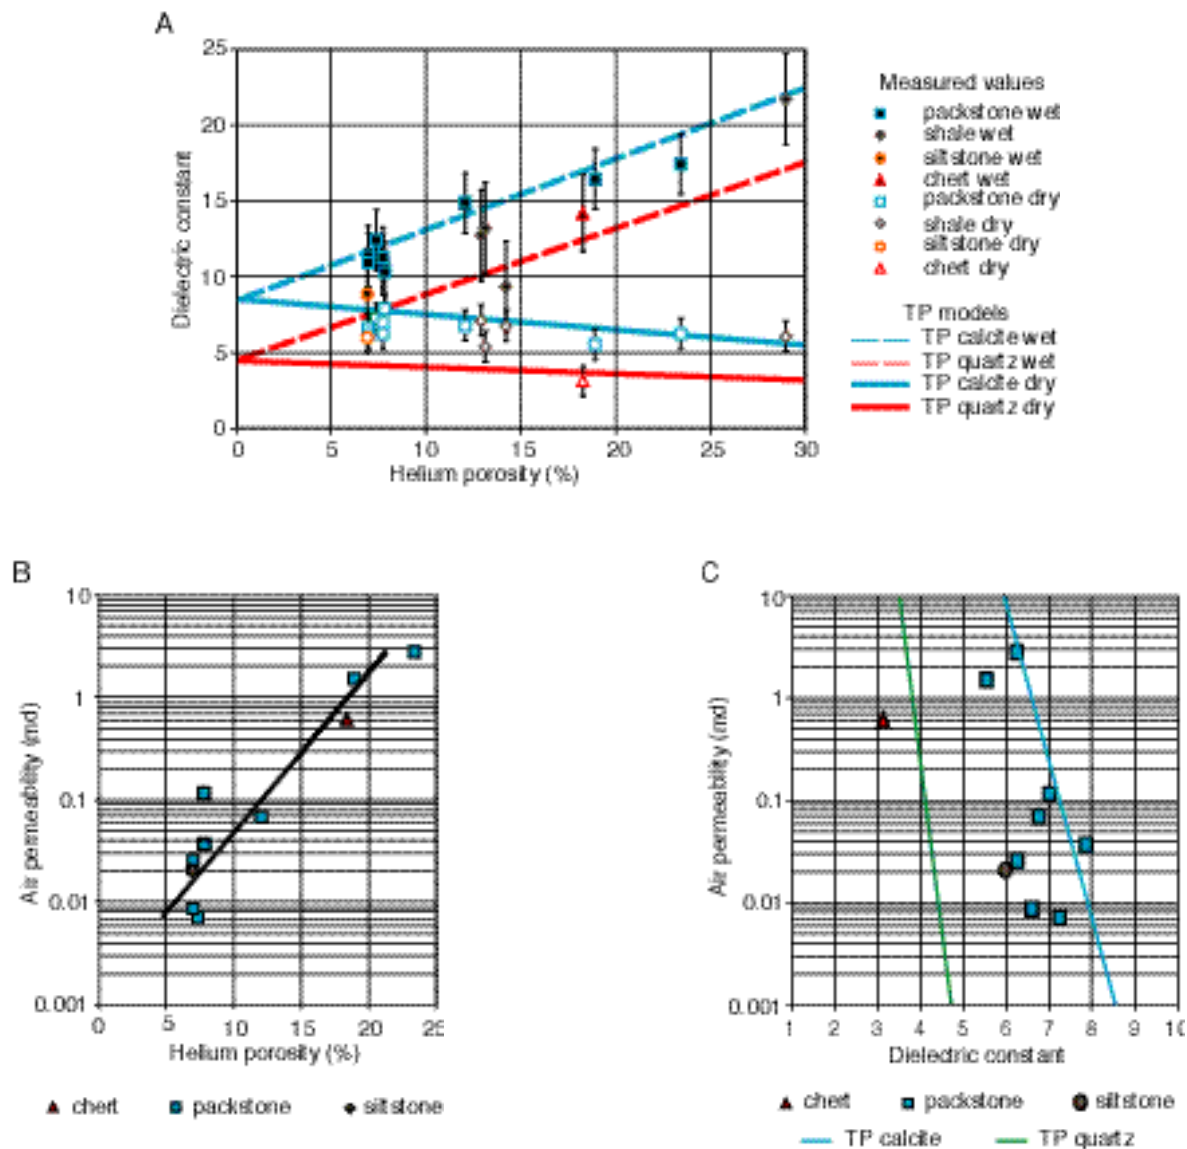 A
25
20
15
10
5
0
Dielectric constant
0 5 10 15 20 25 30
Helium porosity (%)
Measured values
packstone wet
shale wet
siltstone wet
chert wet
packstone dry
shale dry
siltstone dry
chert dry
TP models
TP calcite wet
TP quartz wet
TP calcite dry
TP quartz dry
B
10
1
0.1
0.01
0.001
Air permeability (md)
0 5 10 15 20 25
Helium porosity (%)
chert packstone siltstone
C
10
1
0.1
0.01
0.001
Air permeability (md)
1 2 3 4 5 6 7 8 9 10
Dielectric constant
chert packstone siltstone
TP calcite TP quartz